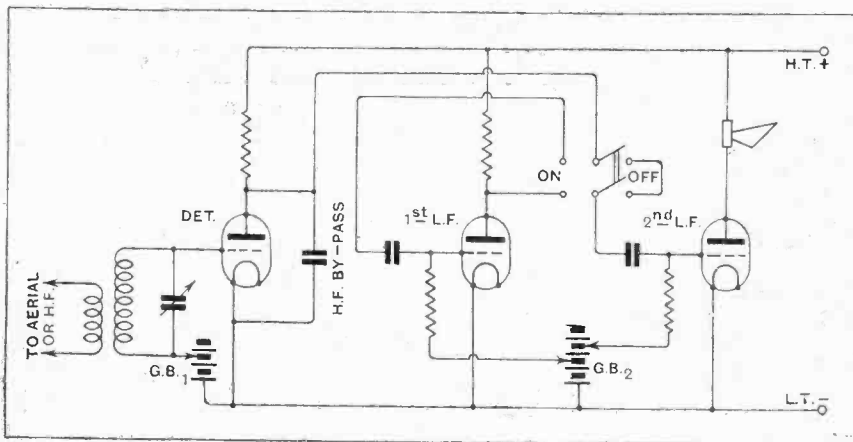 H.T. +
ON
OFF
DET.
1st L.F.
2nd L.F.
H.F. BY-PASS
TO AERIAL
OR H.F.
G.B.1
G.B.2
L.T. -